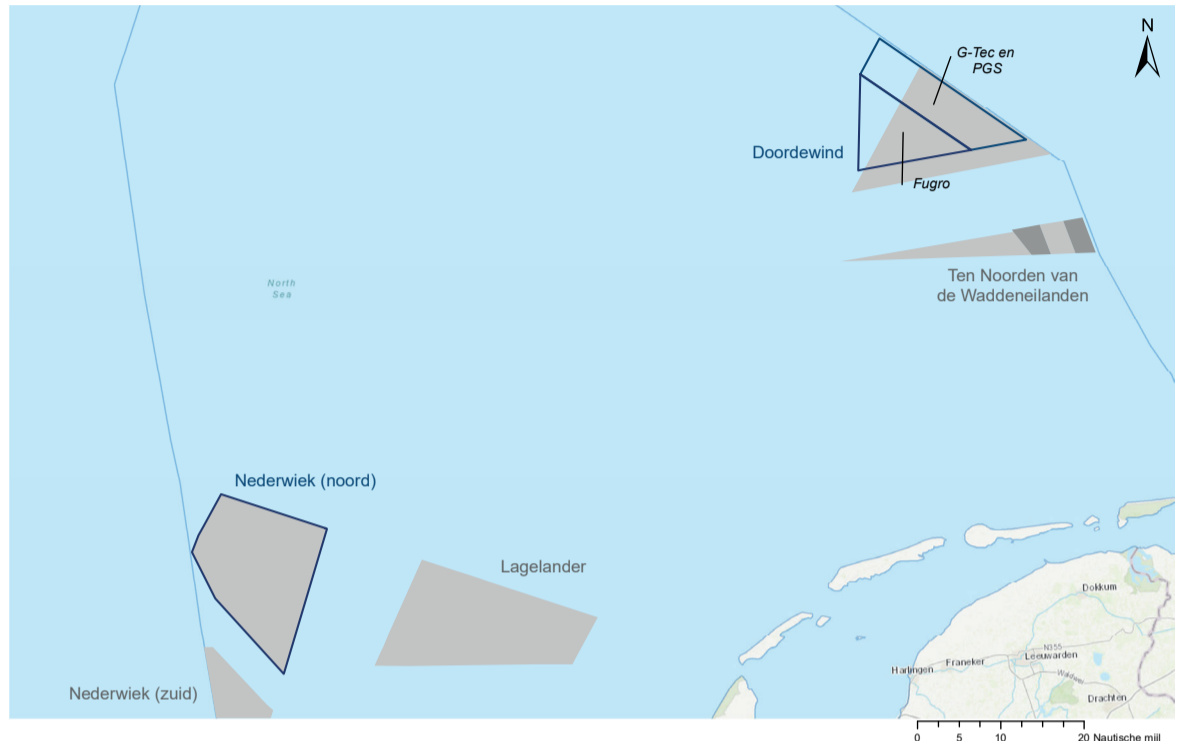 N
G-Tec en
PGS
Doordewind
Fugro
Ten Noorden van
de Waddeneilanden
North
Sea
Nederwiek (noord)
Lagelander
Dokkum
N355
Leeuwarden
Franeker
Harlingen
Drachten
Nederwiek (zuid)
0 5 10 20 Nautische mijl